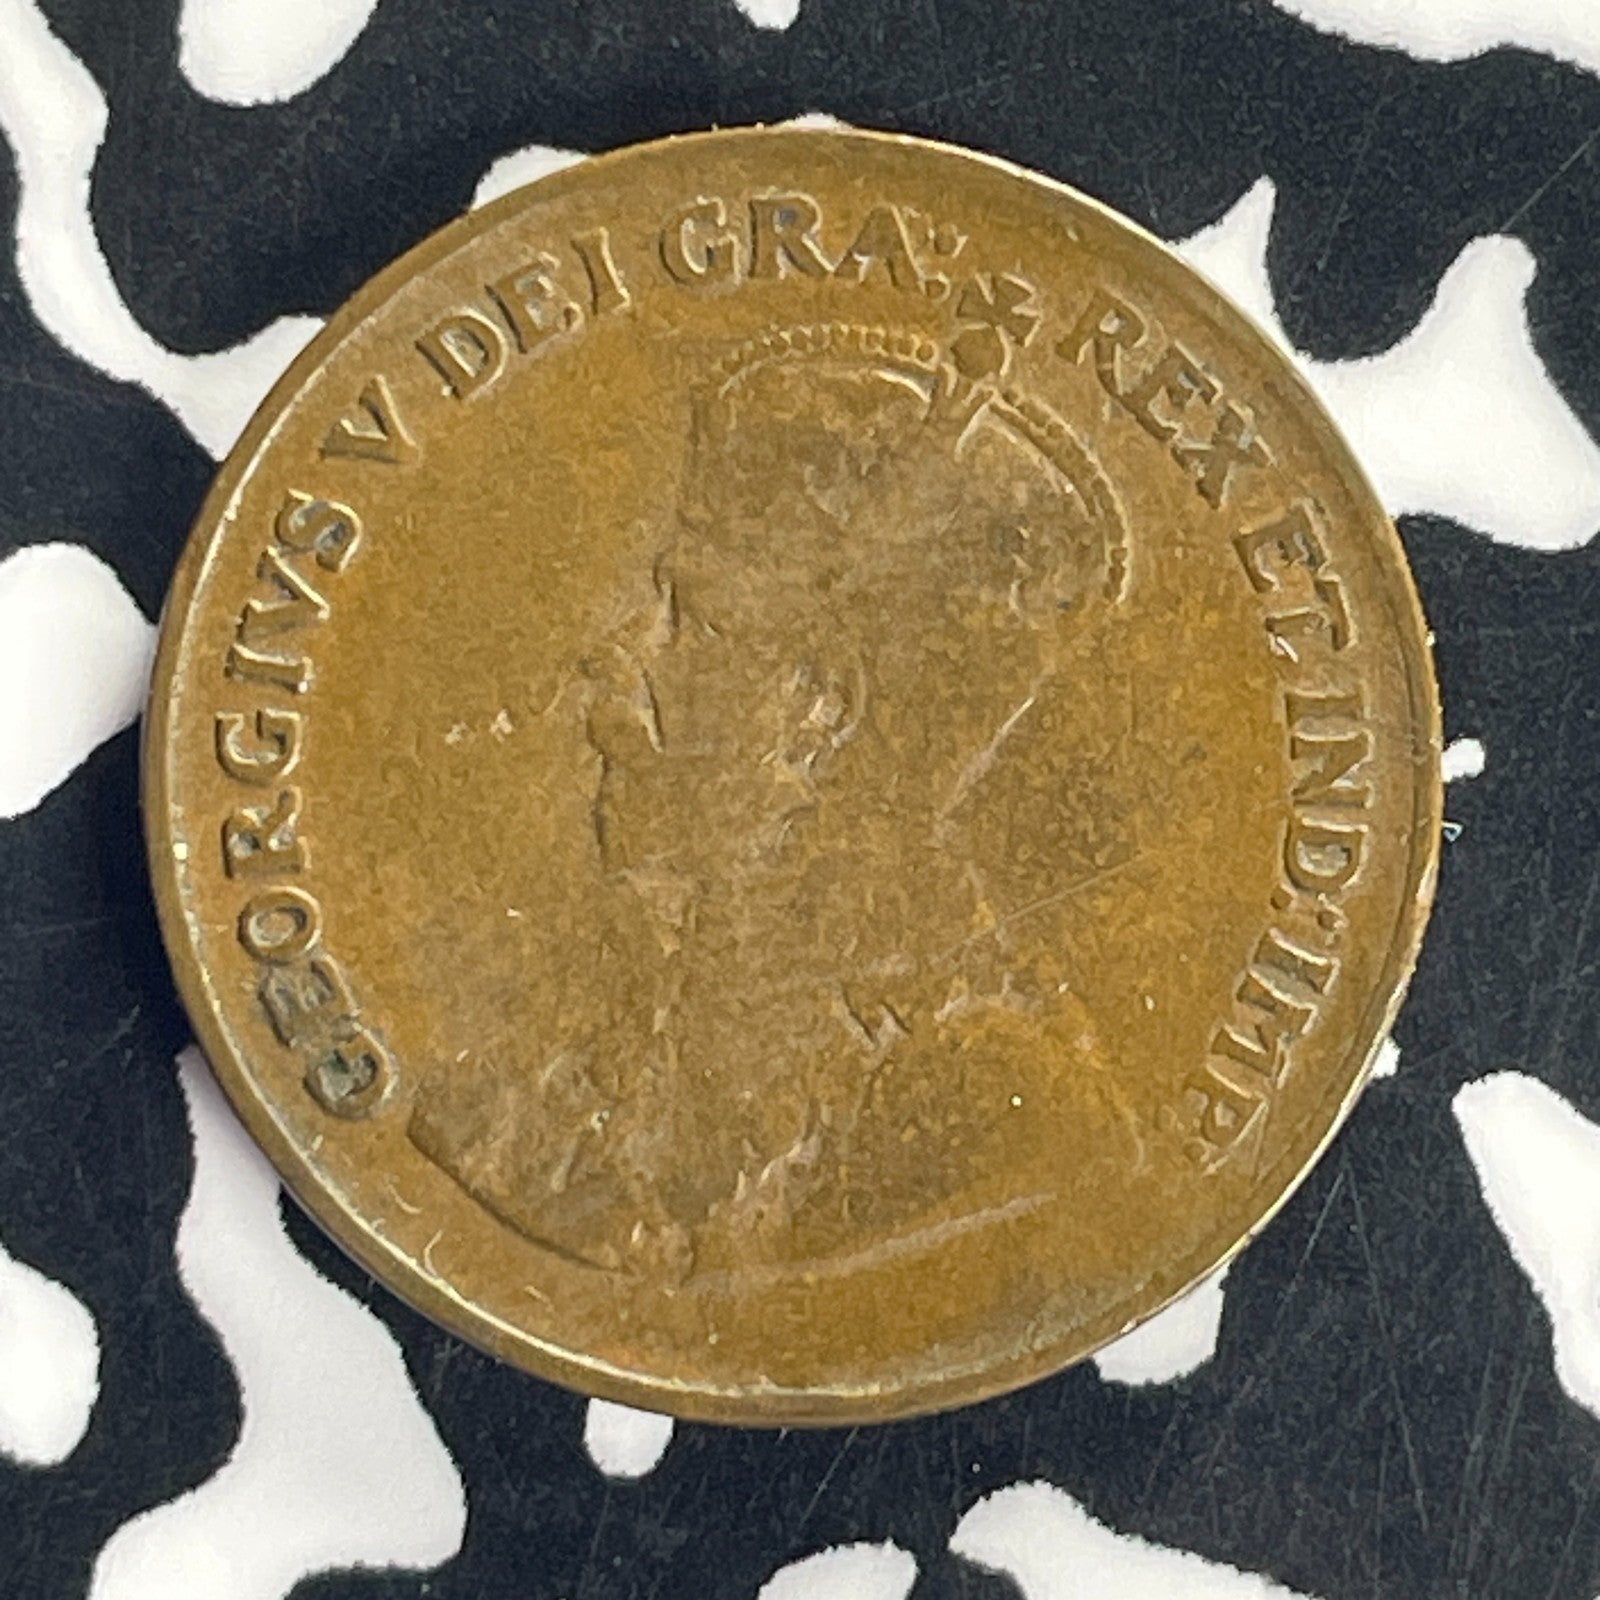 GEORGIVS V DEI GRA: REX ET IND: IMP: